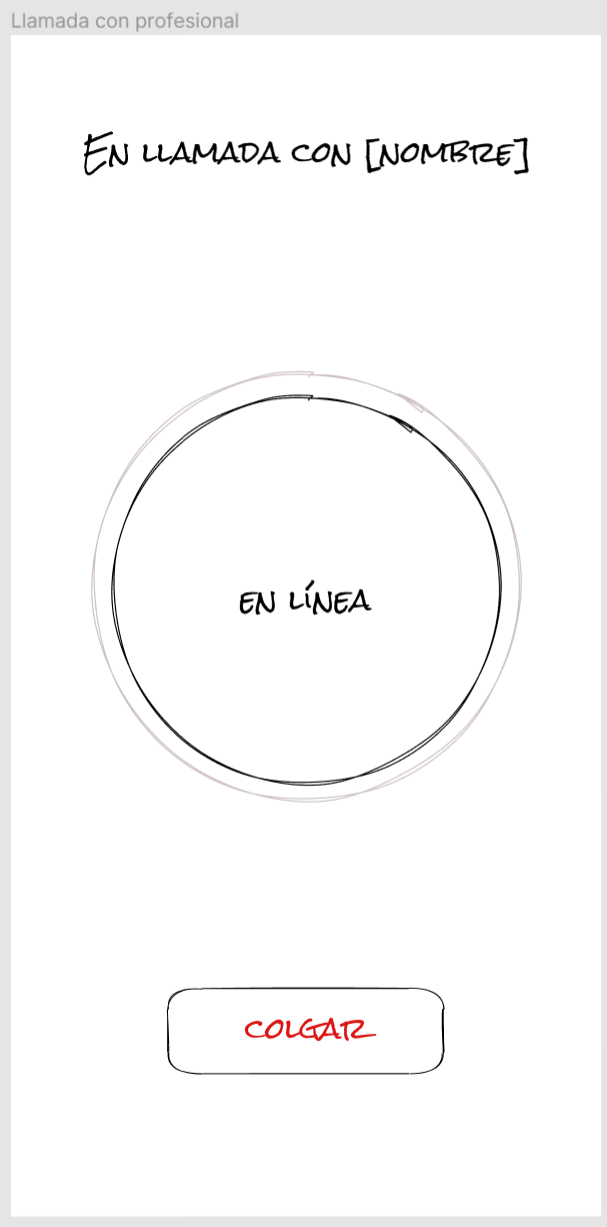 Llamada con profesional
En llamada con [nombre]
en línea
colgar